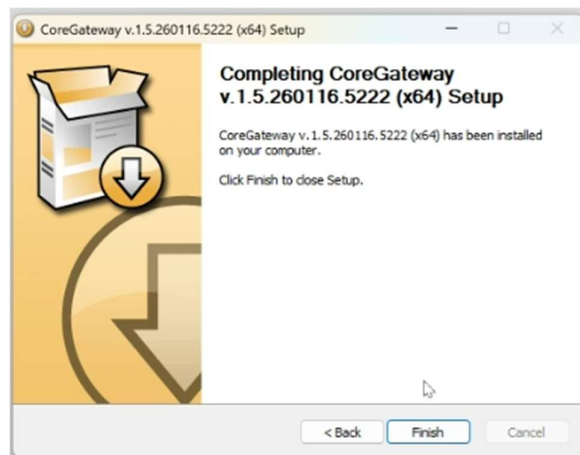 CoreGateway v.1.5.260116.5222 (x64) Setup
Completing CoreGateway
v.1.5.260116.5222 (x64) Setup
CoreGateway v.1.5.260116.5222 (x64) has been installed
on your computer.
Click Finish to close Setup.
< Back
Finish
Cancel